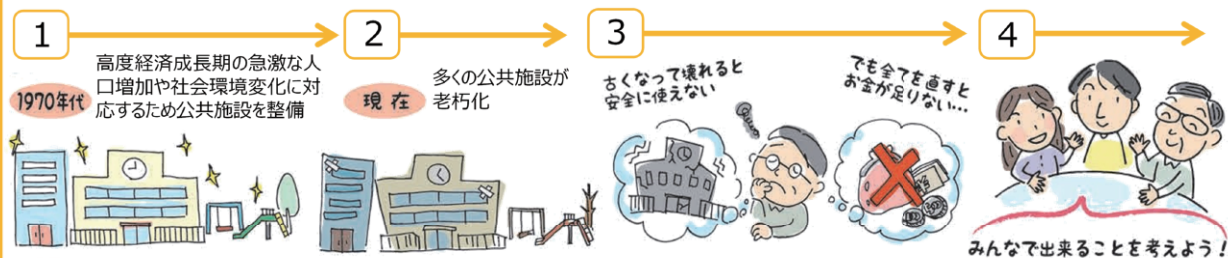 1
1970年代
高度経済成長期の急激な人
口増加や社会環境変化に対
応するため公共施設を整備
2
現在
多くの公共施設が
老朽化
3
古くなって壊れると
安全に使えない
でも全てを直すと
お金が足りない…
4
みんなで出来ることを考えよう!